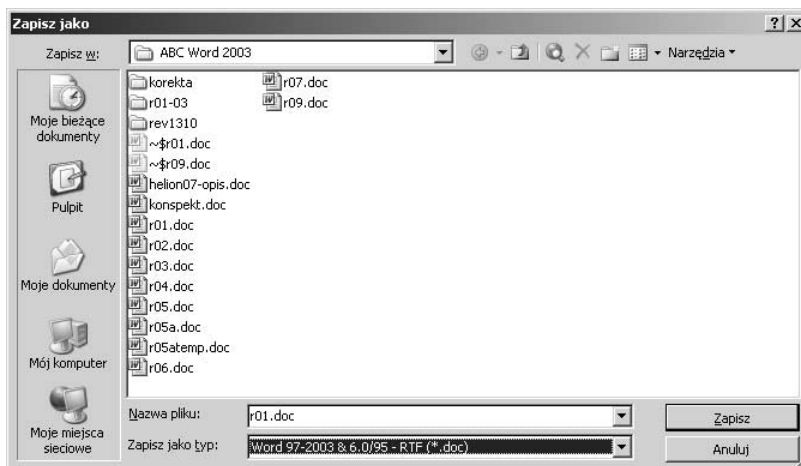 Zapisz jako
Zapisz w:
ABC Word 2003
Narzędzia
Moje bieżące
dokumenty
Pulpit
Moje dokumenty
Mój komputer
Moje miejsca
sieciowe
korekta
r01-03
rev1310
~$r01.doc
~$r09.doc
helion07-opis.doc
konspekt.doc
r01.doc
r02.doc
r03.doc
r04.doc
r05.doc
r05a.doc
r05atemp.doc
r06.doc
r07.doc
r09.doc
Nazwa pliku:
r01.doc
Zapisz
Zapisz jako typ:
Word 97-2003 & 6.0/95 - RTF (*.doc)
Anuluj